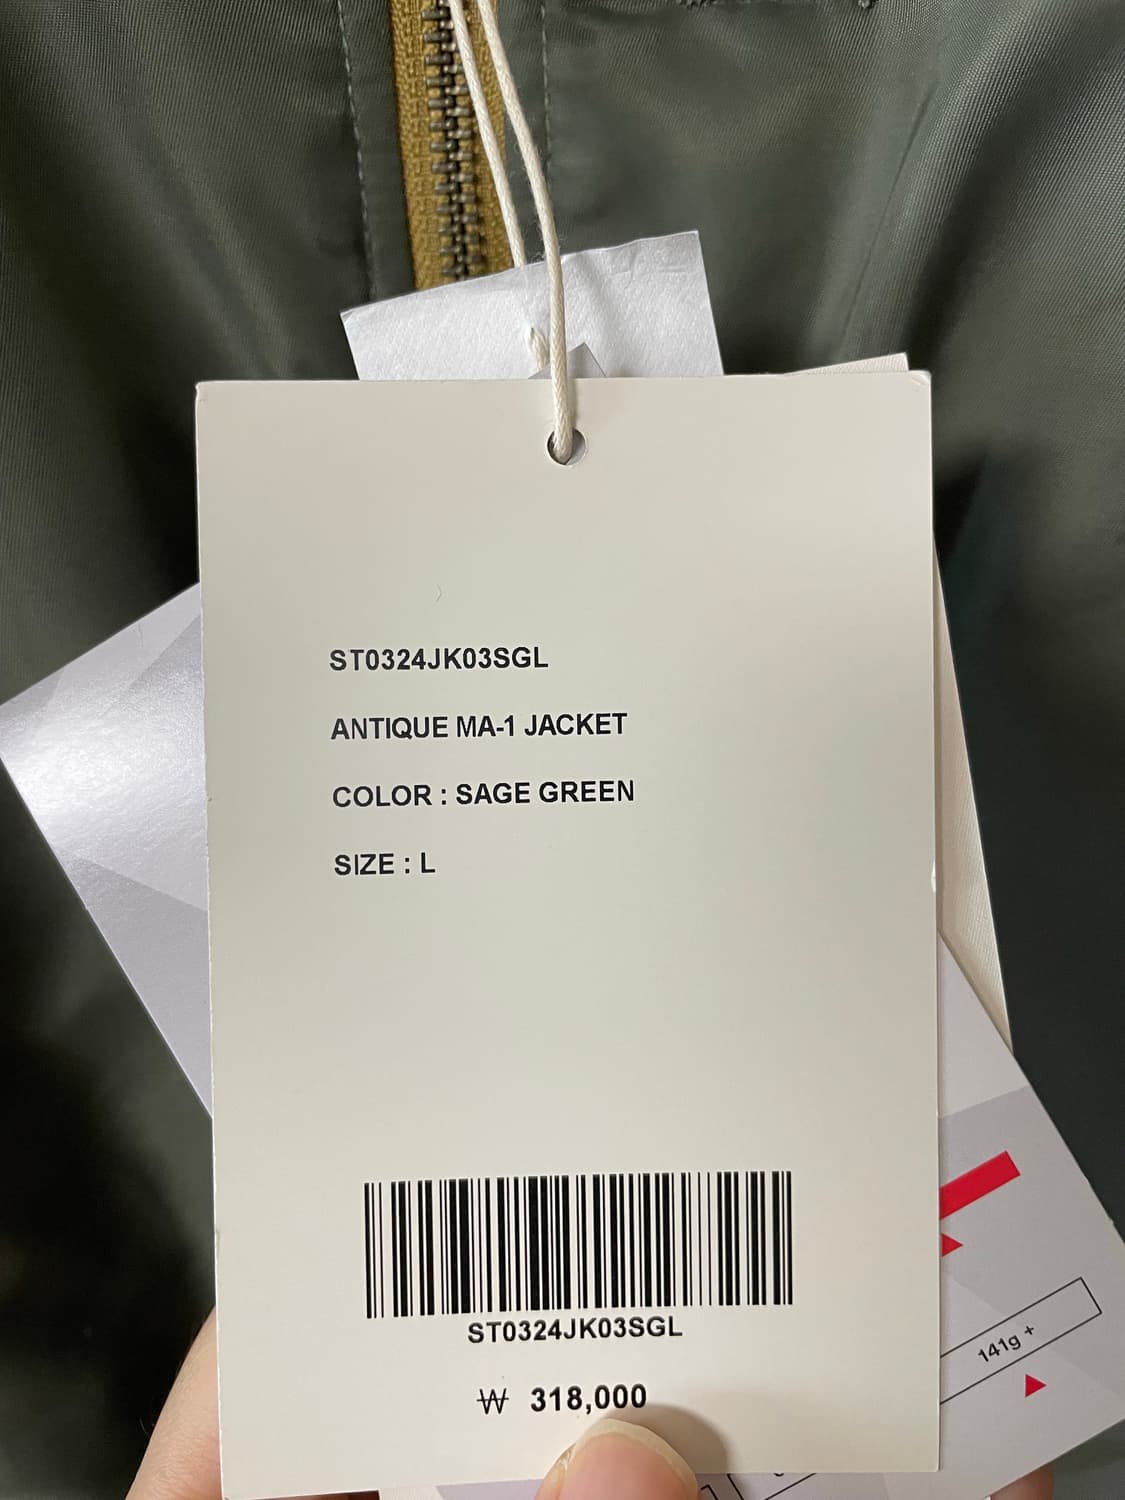 ST0324JK03SGL
ANTIQUE MA-1 JACKET
COLOR : SAGE GREEN
SIZE : L
ST0324JK03SGL
₩ 318,000
141g +